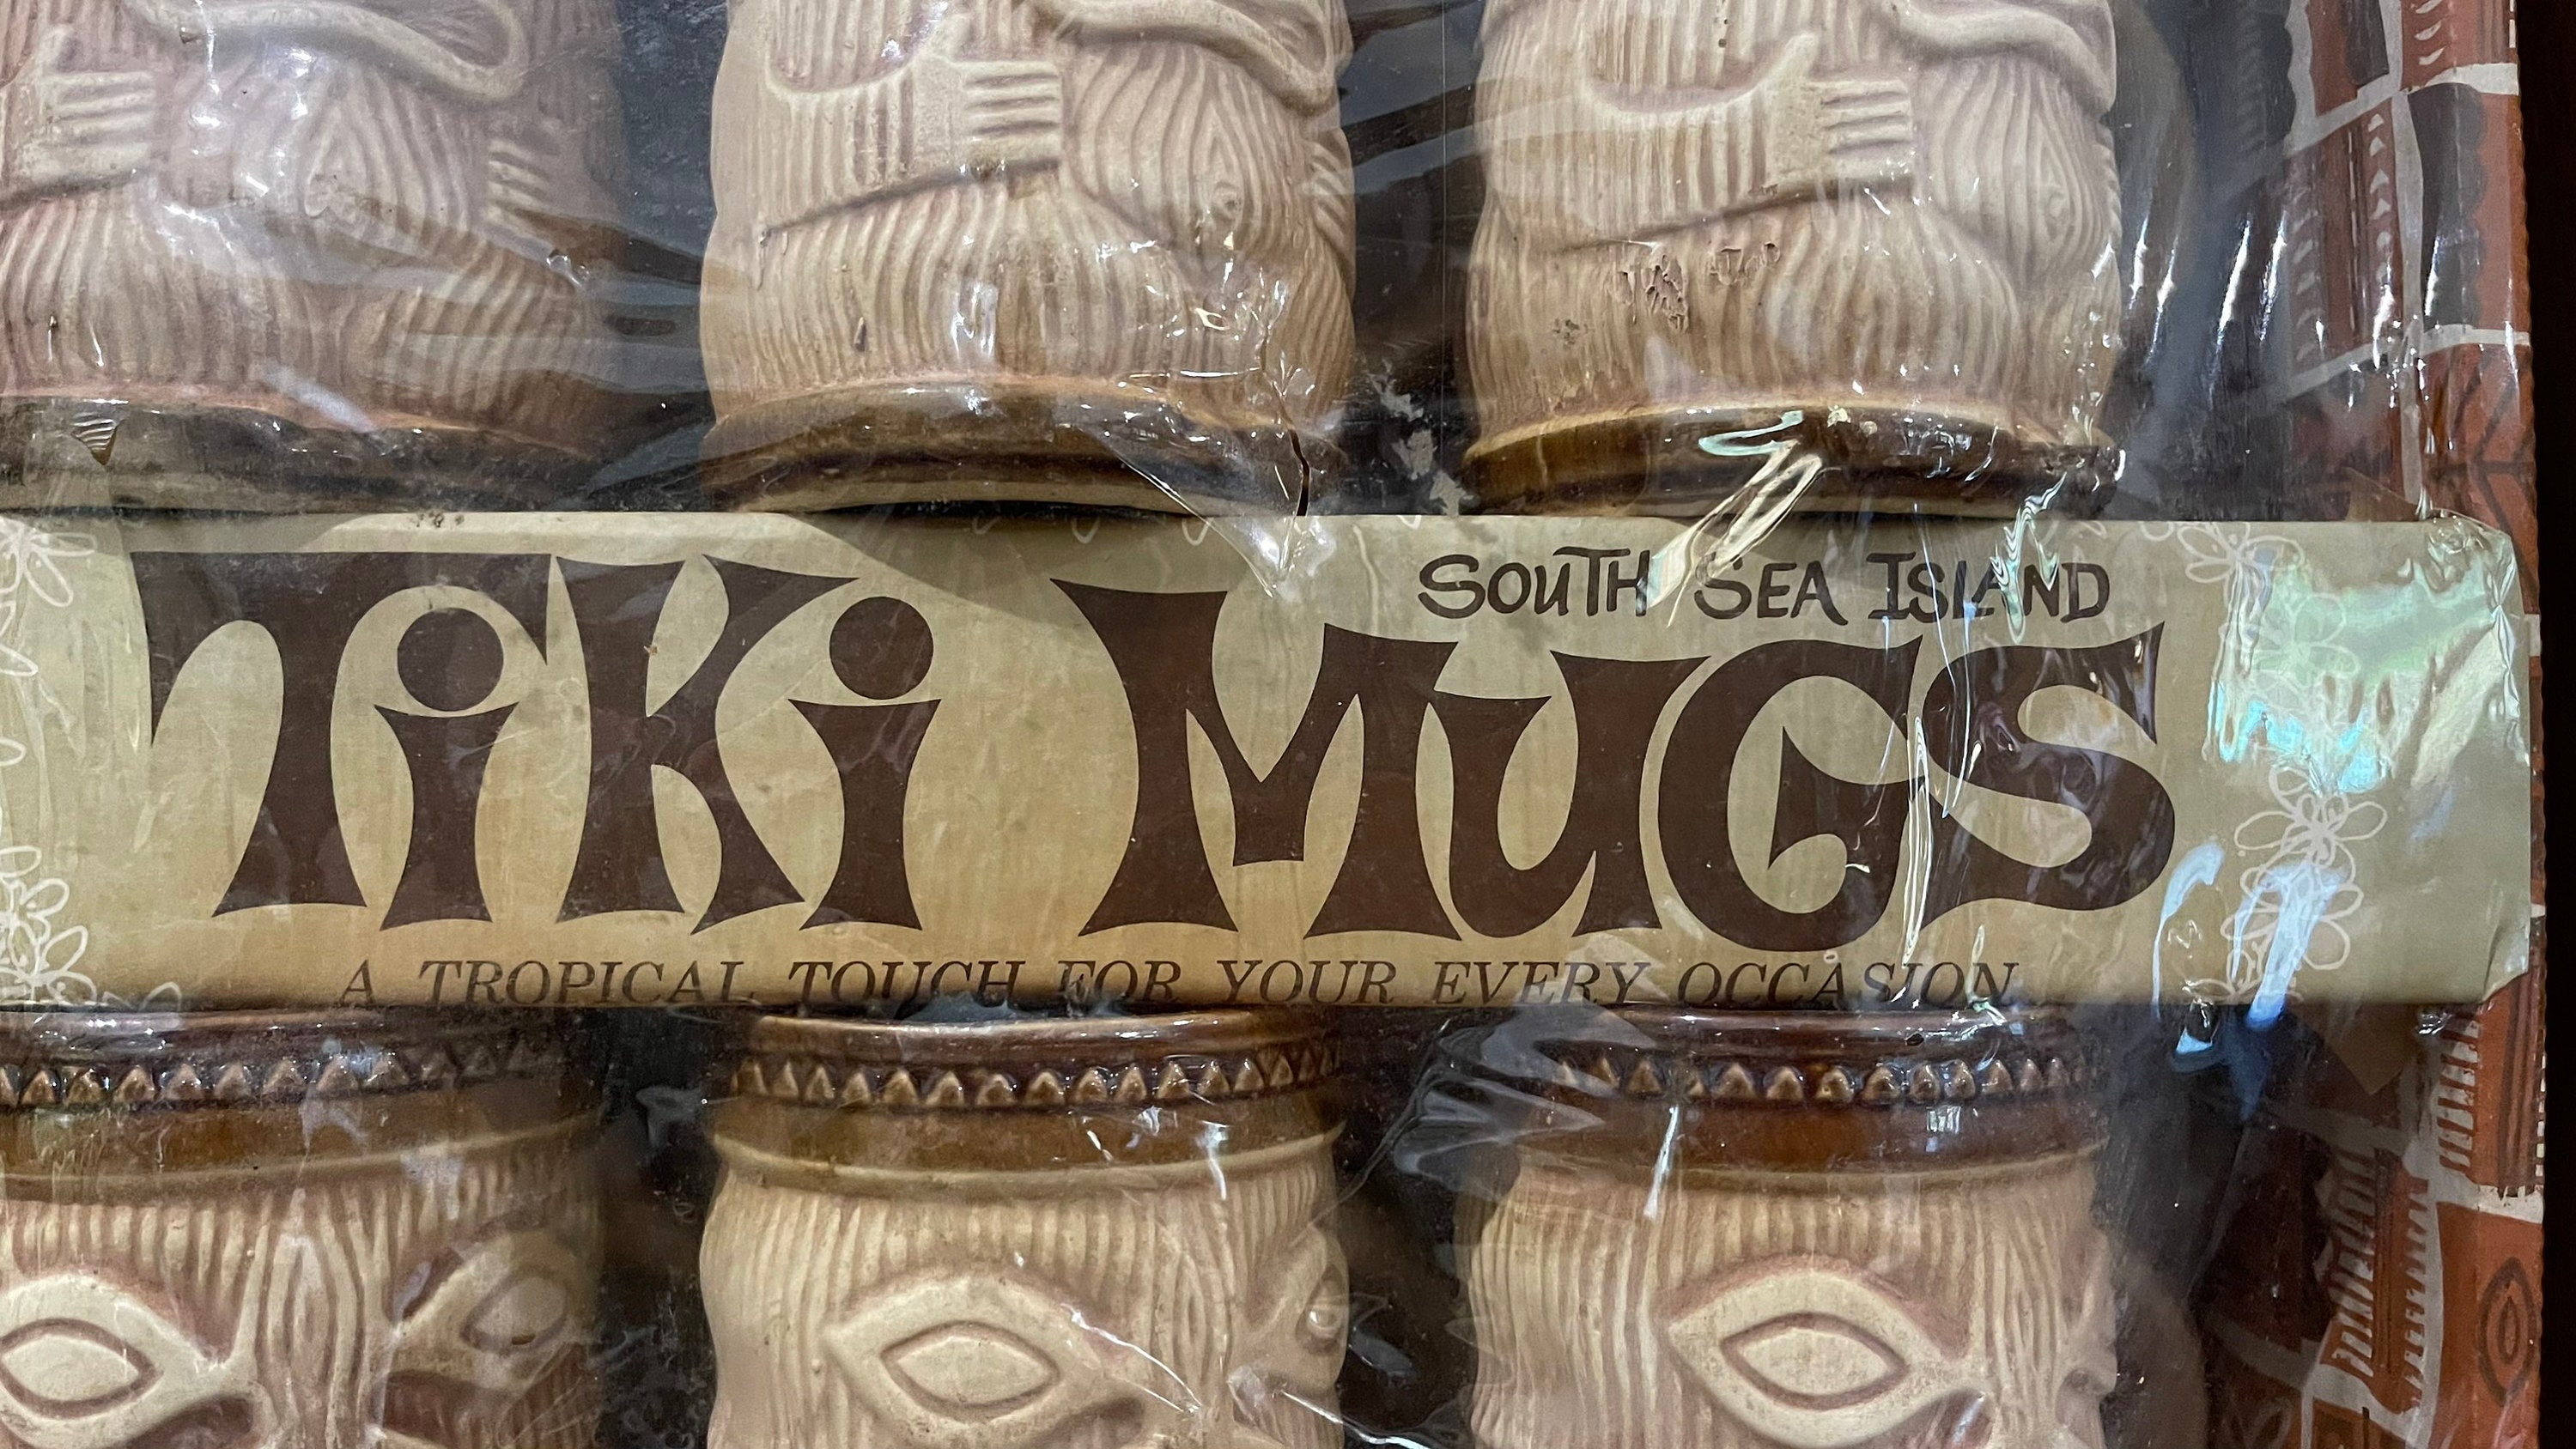 South Sea Island
Tiki Mugs
A TROPICAL TOUCH FOR YOUR EVERY OCCASION